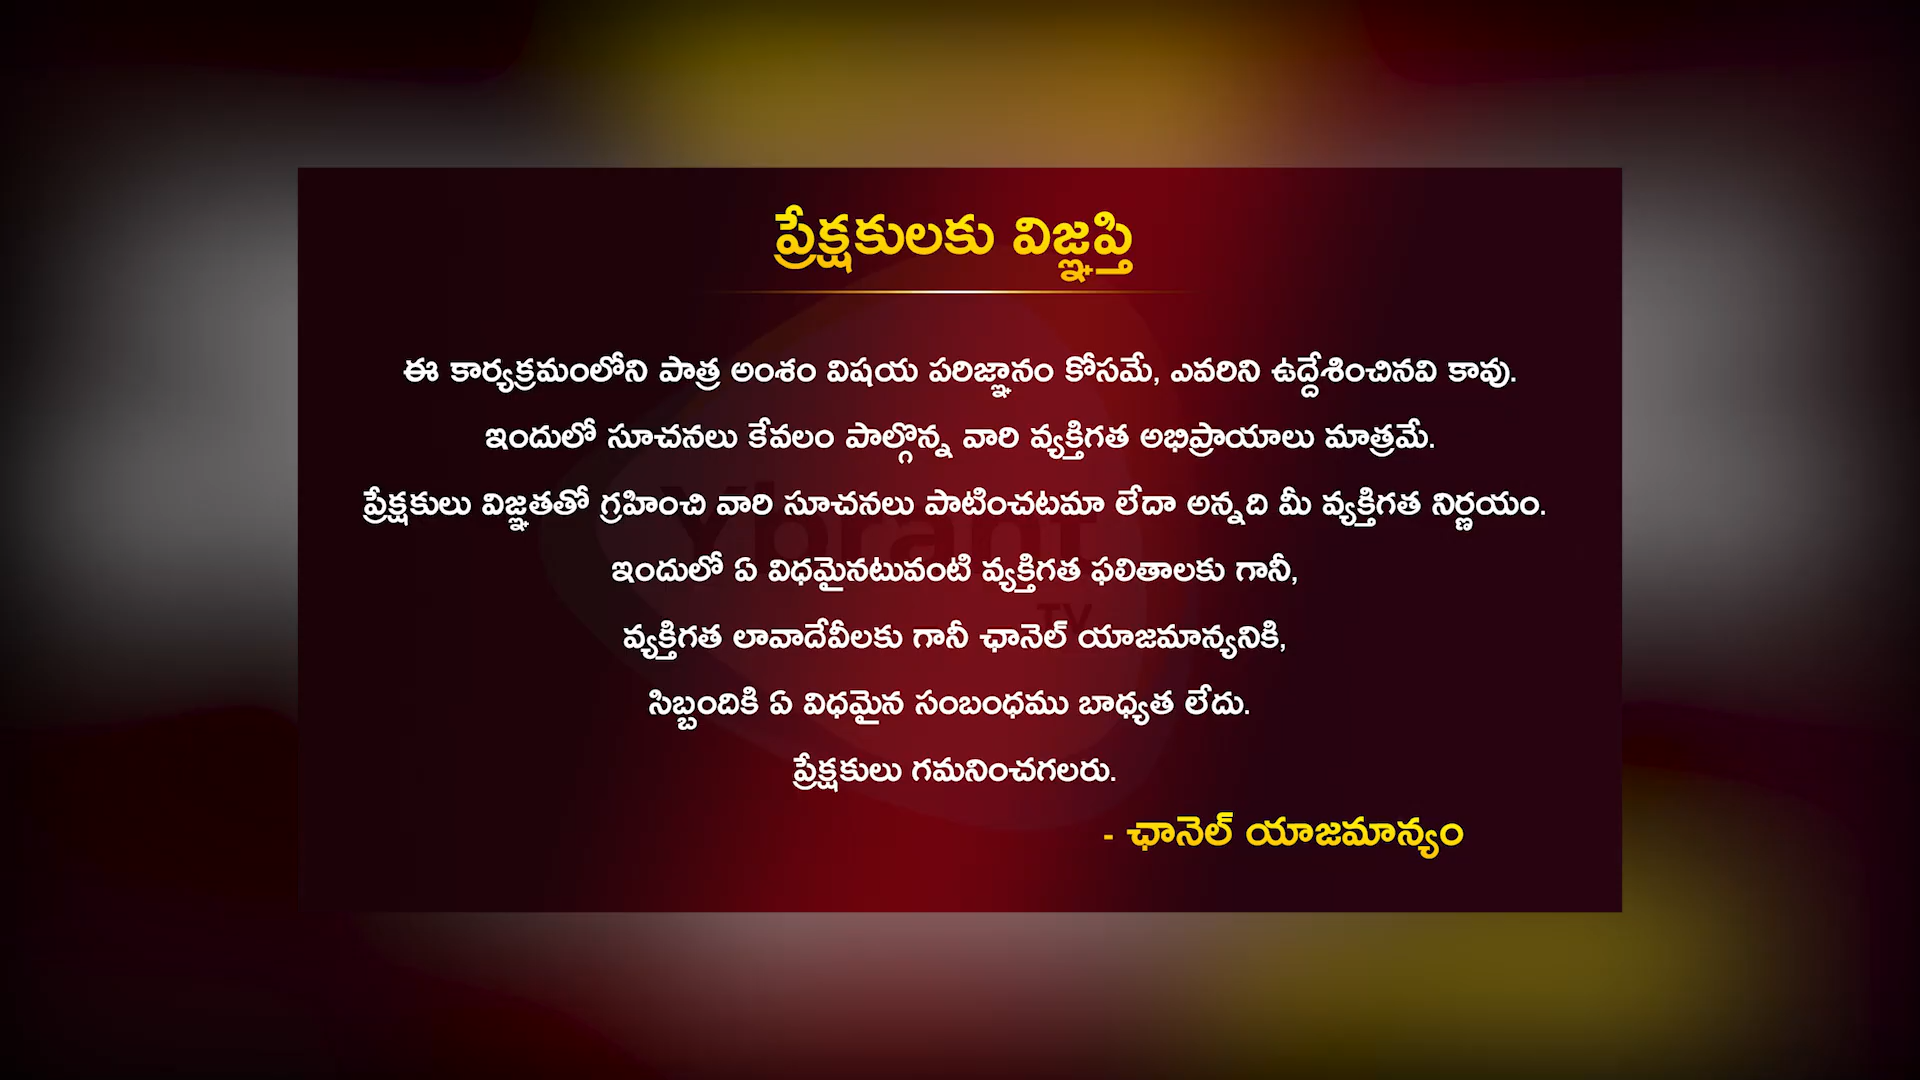 ప్రేక్షకులకు విజ్ఞప్తి
ఈ కార్యక్రమంలోని పాత్ర అంశం విషయ పరిజ్ఞానం కోసమే, ఎవరిని ఉద్దేశించినవి కావు.
ఇందులో సూచనలు కేవలం పాల్గొన్న వారి వ్యక్తిగత అభిప్రాయాలు మాత్రమే.
ప్రేక్షకులు విజ్ఞతతో గ్రహించి వారి సూచనలు పాటించటమా లేదా అన్నది మీ వ్యక్తిగత నిర్ణయం.
ఇందులో ఏ విధమైనటువంటి వ్యక్తిగత ఫలితాలకు గానీ,
వ్యక్తిగత లావాదేవీలకు గానీ ఛానెల్ యాజమాన్యనికి,
సిబ్బందికి ఏ విధమైన సంబంధము బాధ్యత లేదు.
ప్రేక్షకులు గమనించగలరు.
- ఛానెల్ యాజమాన్యం
Ybrant
TV